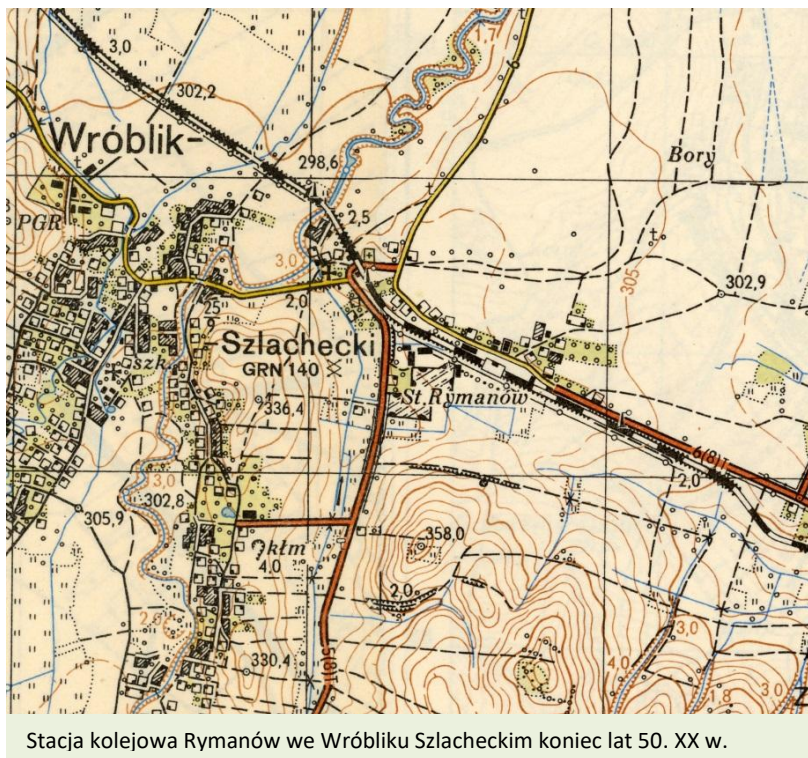 3,0
1,7
302,2
Wróblik-
298,6
Bory
PGR
2,5
3,0
305
302,9
2,0
25
Szlachecki
GRN 140
szk.
336,4
St. Rymanów
6(8)T
2,0
3,0
302,8
305,9
358,0
kłm
4,0
2,0
3,0
2,0
330,4
5(8)T
4,0
1,8
3,0
Stacja kolejowa Rymanów we Wróbliku Szlacheckim koniec lat 50. XX w.